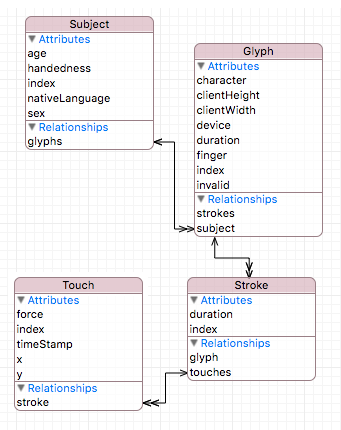 Subject
Attributes
age
handedness
index
nativeLanguage
sex
Relationships
glyphs
Glyph
Attributes
character
clientHeight
clientWidth
device
duration
finger
index
invalid
Relationships
strokes
subject
Touch
Attributes
force
index
timeStamp
x
y
Relationships
stroke
Stroke
Attributes
duration
index
Relationships
glyph
touches